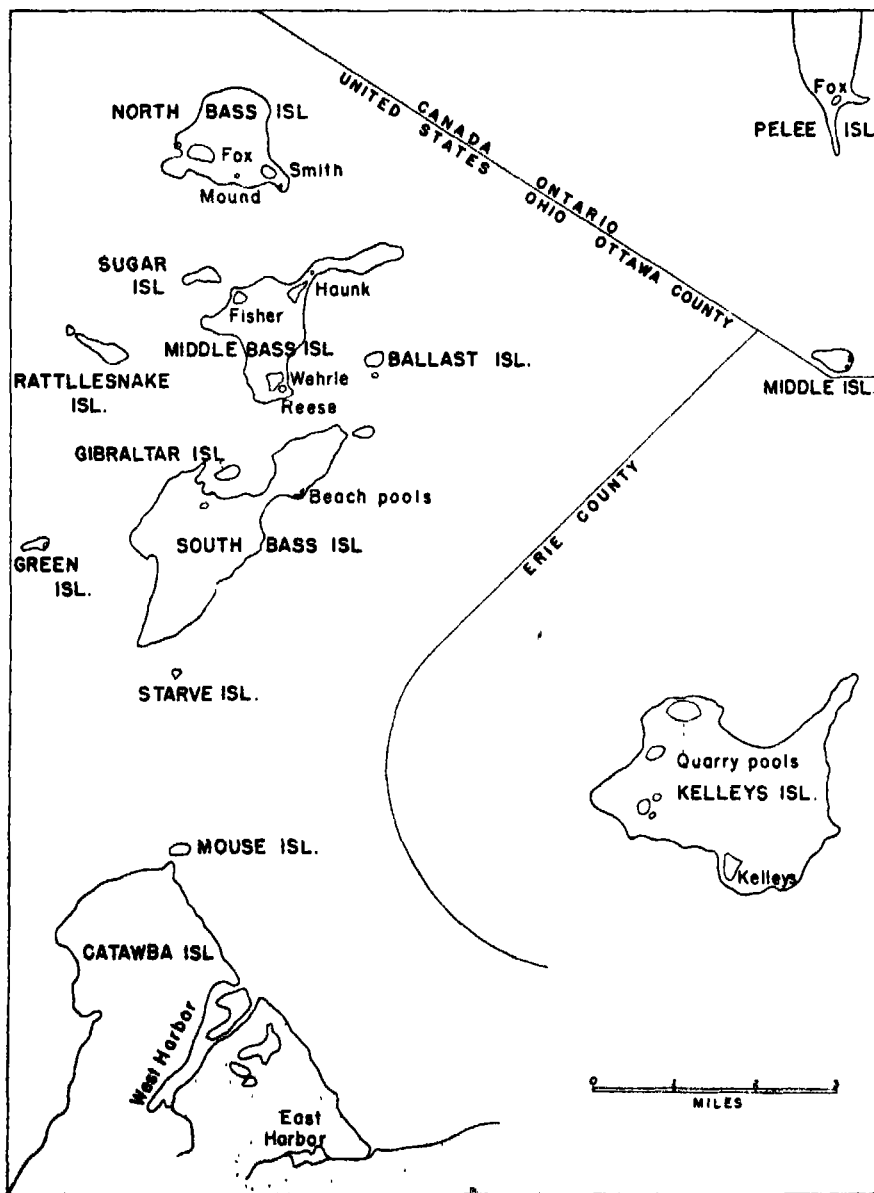 CANADA
UNITED STATES
ONTARIO
OHIO OTTAWA COUNTY
Fox
PELEE ISL.
NORTH BASS ISL
Fox
Smith
Mound
SUGAR
ISL
Haunk
Fisher
MIDDLE BASS ISL
BALLAST ISL.
RATTLLESNAKE
ISL.
Wehrle
Reese
MIDDLE ISL.
GIBRALTAR ISL
Beach pools
ERIE COUNTY
SOUTH BASS ISL
GREEN
ISL.
STARVE ISL.
Quarry pools
KELLEYS ISL.
Kelleys
MOUSE ISL.
CATAWBA ISL
West Harbor
East
Harbor
0
MILES